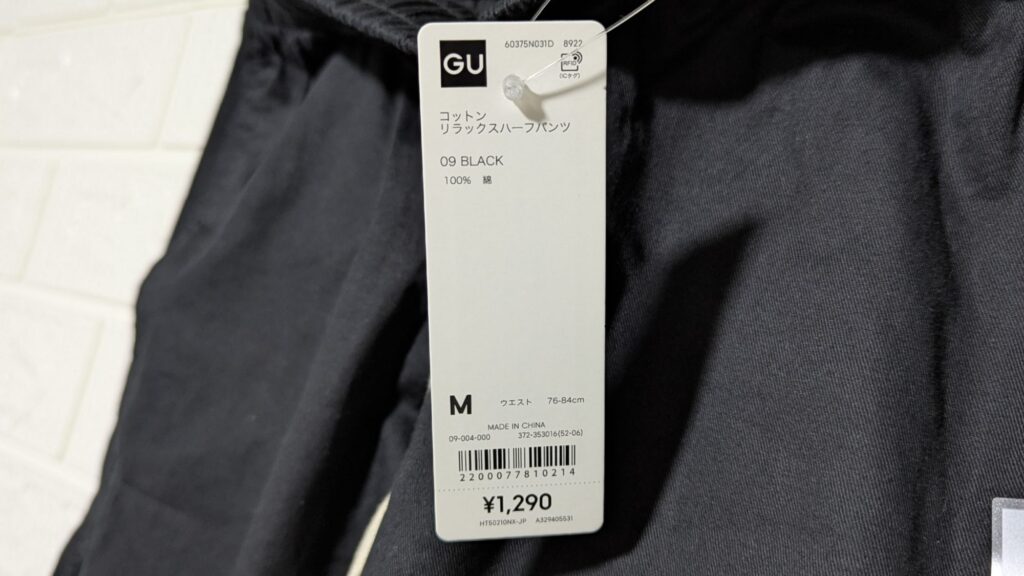 GU
60375N031D 8922
RFID
(ICタグ)
コットン
リラックスハーフパンツ
09 BLACK
100% 綿
M ウエスト 76-84cm
MADE IN CHINA
09-004-000 372-353016(52-06)
2200077810214
¥1,290
HT50210NX-JP A329405531